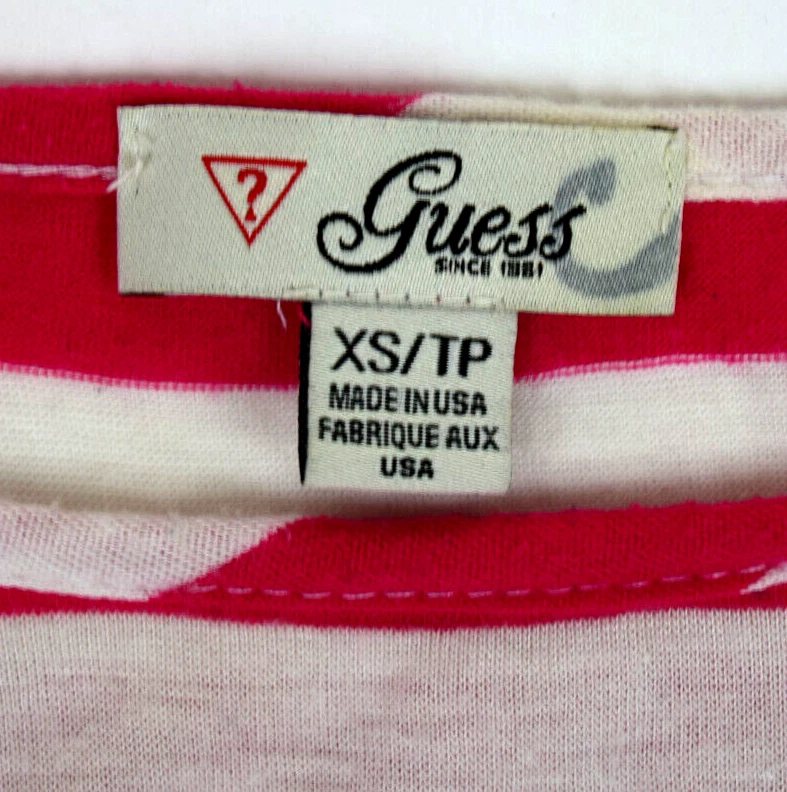 ?
Guess
SINCE 1981
XS/TP
MADE IN USA
FABRIQUE AUX
USA